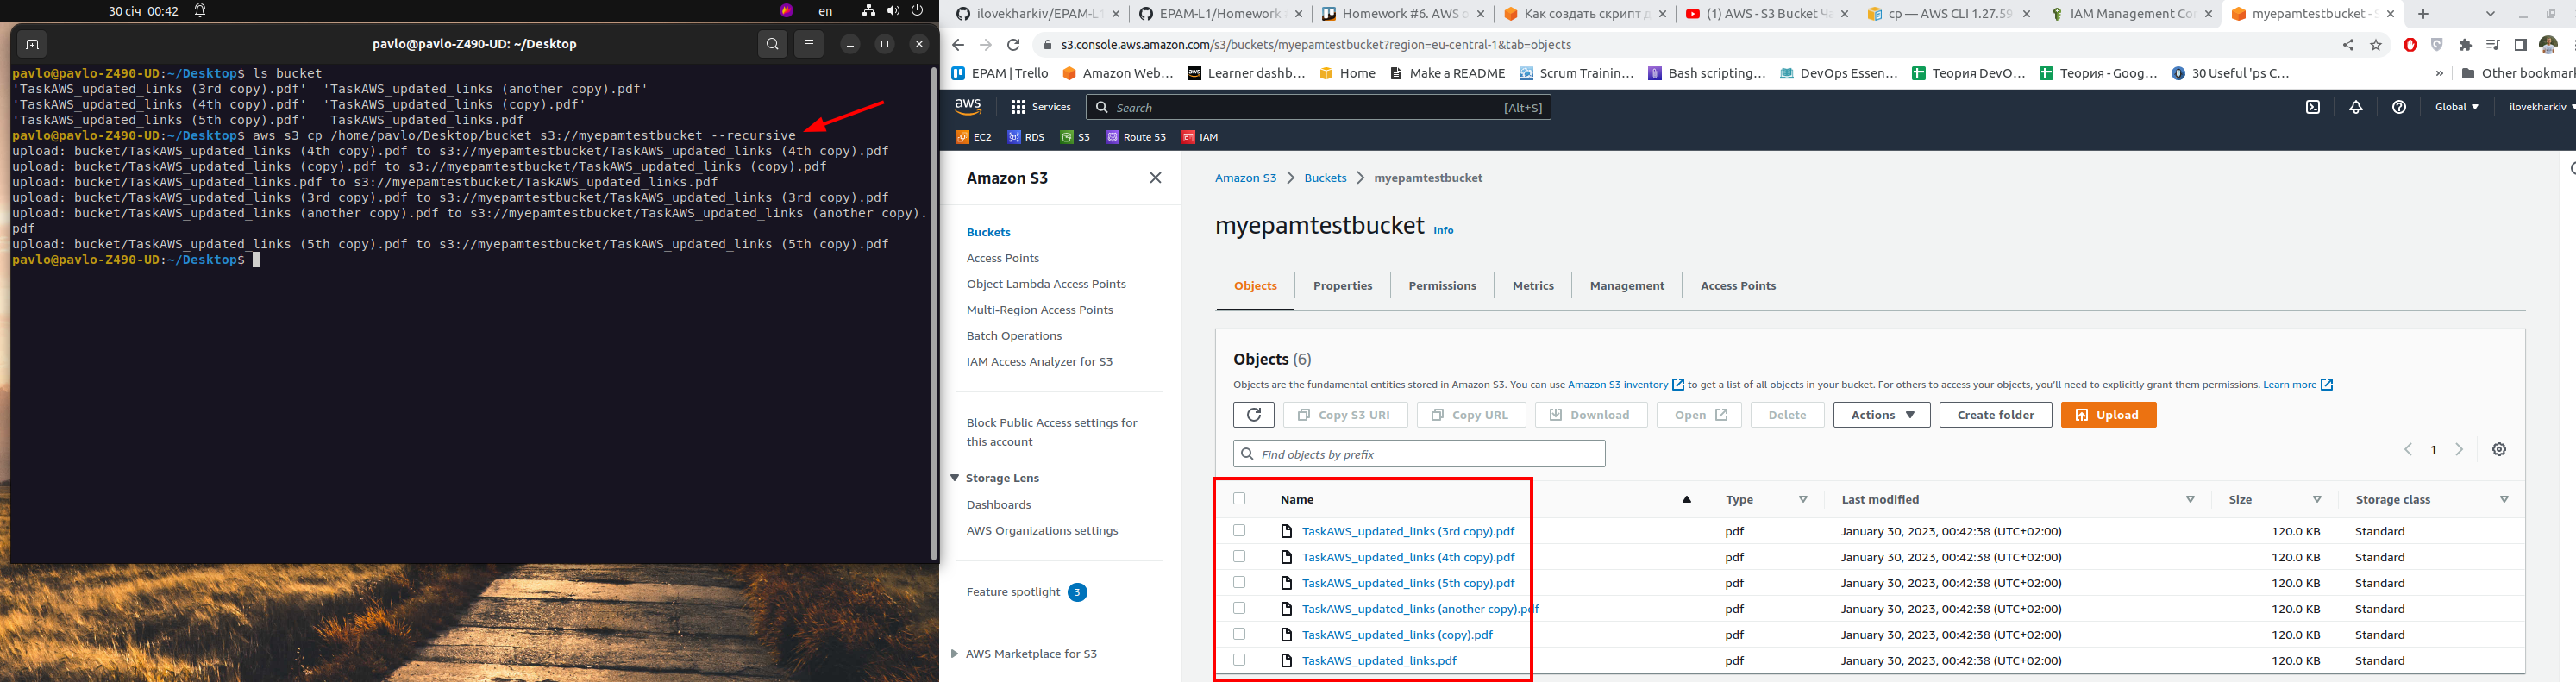 30 січ 00:42
en
pavlo@pavlo-Z490-UD: ~/Desktop
pavlo@pavlo-Z490-UD:~/Desktop$ ls bucket
'TaskAWS_updated_links (3rd copy).pdf'  'TaskAWS_updated_links (another copy).pdf'
'TaskAWS_updated_links (4th copy).pdf'  'TaskAWS_updated_links (copy).pdf'
'TaskAWS_updated_links (5th copy).pdf'   TaskAWS_updated_links.pdf
pavlo@pavlo-Z490-UD:~/Desktop$ aws s3 cp /home/pavlo/Desktop/bucket s3://myepamtestbucket --recursive
upload: bucket/TaskAWS_updated_links (4th copy).pdf to s3://myepamtestbucket/TaskAWS_updated_links (4th copy).pdf
upload: bucket/TaskAWS_updated_links (copy).pdf to s3://myepamtestbucket/TaskAWS_updated_links (copy).pdf
upload: bucket/TaskAWS_updated_links.pdf to s3://myepamtestbucket/TaskAWS_updated_links.pdf
upload: bucket/TaskAWS_updated_links (3rd copy).pdf to s3://myepamtestbucket/TaskAWS_updated_links (3rd copy).pdf
upload: bucket/TaskAWS_updated_links (another copy).pdf to s3://myepamtestbucket/TaskAWS_updated_links (another copy).
pdf
upload: bucket/TaskAWS_updated_links (5th copy).pdf to s3://myepamtestbucket/TaskAWS_updated_links (5th copy).pdf
pavlo@pavlo-Z490-UD:~/Desktop$
ilovekharkiv/EPAM-L1 EPAM-L1/Homework Homework #6. AWS Как создать скрипт (1) AWS - S3 Bucket cp — AWS CLI 1.27.59 IAM Management myepamtestbucket -
s3.console.aws.amazon.com/s3/buckets/myepamtestbucket?region=eu-central-1&tab=objects
EPAM | Trello Amazon Web... Learner dashb... Home Make a README Scrum Trainin... Bash scripting... DevOps Essen... Теория DevO... Теория - Goog... 30 Useful 'ps C... » Other bookmar
aws Services Search [Alt+S] Global ilovekharkiv
EC2 RDS S3 Route 53 IAM
Amazon S3
Buckets
Access Points
Object Lambda Access Points
Multi-Region Access Points
Batch Operations
IAM Access Analyzer for S3
Block Public Access settings for
this account
Storage Lens
Dashboards
AWS Organizations settings
Feature spotlight 3
AWS Marketplace for S3
Amazon S3 > Buckets > myepamtestbucket
myepamtestbucket Info
Objects Properties Permissions Metrics Management Access Points
Objects (6)
Objects are the fundamental entities stored in Amazon S3. You can use Amazon S3 inventory to get a list of all objects in your bucket. For others to access your objects, you'll need to explicitly grant them permissions. Learn more
Copy S3 URI Copy URL Download Open Delete Actions Create folder Upload
Find objects by prefix
1
Name Type Last modified Size Storage class
TaskAWS_updated_links (3rd copy).pdf pdf January 30, 2023, 00:42:38 (UTC+02:00) 120.0 KB Standard
TaskAWS_updated_links (4th copy).pdf pdf January 30, 2023, 00:42:38 (UTC+02:00) 120.0 KB Standard
TaskAWS_updated_links (5th copy).pdf pdf January 30, 2023, 00:42:38 (UTC+02:00) 120.0 KB Standard
TaskAWS_updated_links (another copy).pdf pdf January 30, 2023, 00:42:38 (UTC+02:00) 120.0 KB Standard
TaskAWS_updated_links (copy).pdf pdf January 30, 2023, 00:42:38 (UTC+02:00) 120.0 KB Standard
TaskAWS_updated_links.pdf pdf January 30, 2023, 00:42:38 (UTC+02:00) 120.0 KB Standard